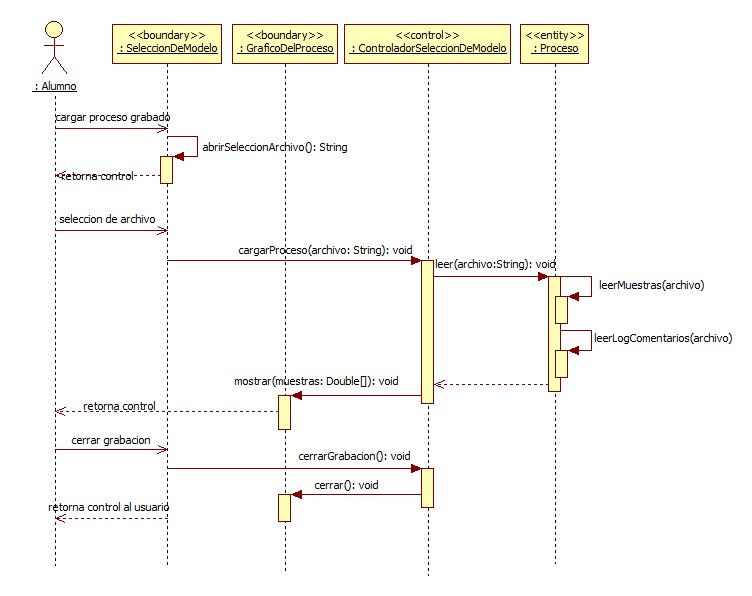 <<boundary>>
: SeleccionDeModelo
<<boundary>>
: GraficoDelProceso
<<control>>
: ControladorSeleccionDeModelo
<<entity>>
: Proceso
: Alumno
cargar proceso grabado
abrirSeleccionArchivo(): String
retorna control
seleccion de archivo
cargarProceso(archivo: String): void
leer(archivo:String): void
leerMuestras(archivo)
leerLogComentarios(archivo)
mostrar(muestras: Double[]): void
retorna control
cerrar grabacion
cerrarGrabacion(): void
cerrar(): void
retorna control al usuario